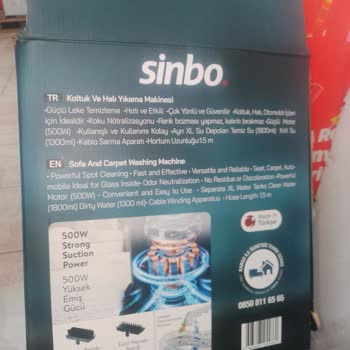 sinbo
TR Koltuk Ve Halı Yıkama Makinesi
•Güçlü Leke Temizleme •Halı ve Etkili •Çok Yönlü ve Güvenilir •Koltuk, Halı, Otomobil İçleri
için İdealdir •Koku Nötralizasyonu •Renk bozması yapmaz, kalıntı bırakmaz •Güçlü Motor
(500W) •Kullanışlı ve Kullanımı Kolay •Ayrı XL Su Depoları Temiz Su (1800ml) Kirli Su
(1300ml) •Kablo Sarma Aparatı •Hortum Uzunluğu:1.5 m
EN Sofa And Carpet Washing Machine
- Powerful Spot Cleaning - Fast and Effective - Versatile and Reliable - Seat, Carpet, Auto-
mobile Ideal for Glass Inside- Odor Neutralisation - No Residue or Discoloration -Powerful
Motor (500W) - Convenient and Easy to Use - Separate XL Water Tanks Clean Water
(1800ml) Dirty Water (1300 ml)- Cable Winding Apparatus - Hose Length: 1.5 m
500W
Strong
Suction
Power
500W
Yüksek
Emiş
Gücü
Made in
Türkiye
0850 811 65 85